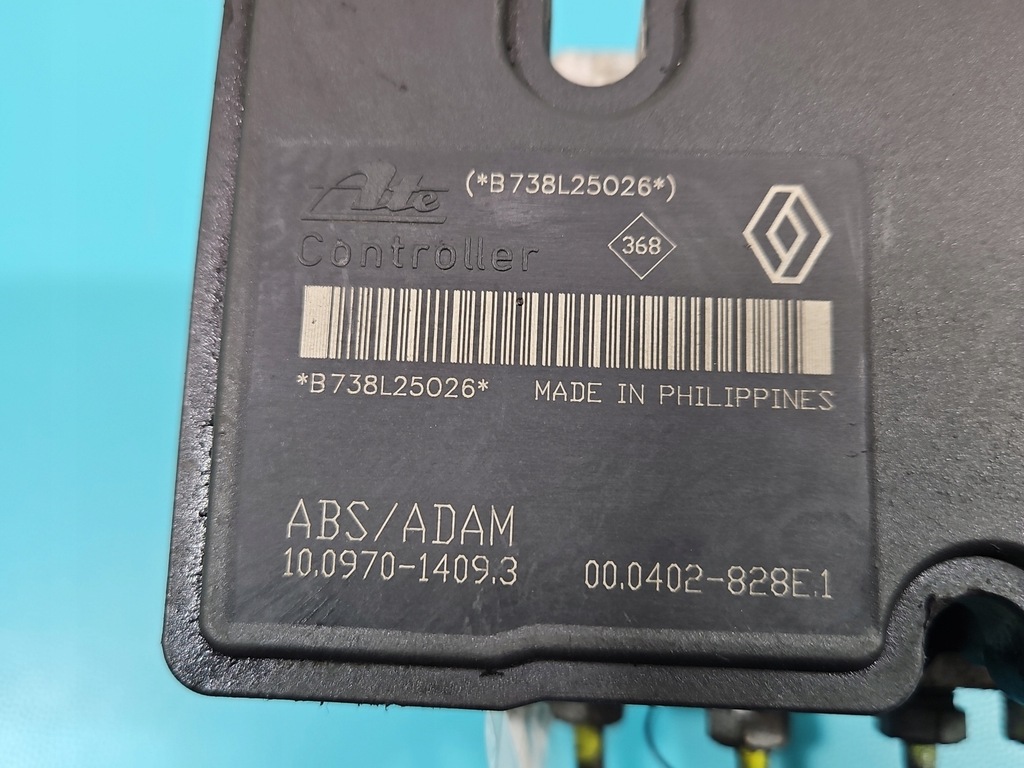 Ate (*B738L25026*)
Controller 368
*B738L25026* MADE IN PHILIPPINES
ABS/ADAM
10.0970-1409.3 00.0402-828E.1